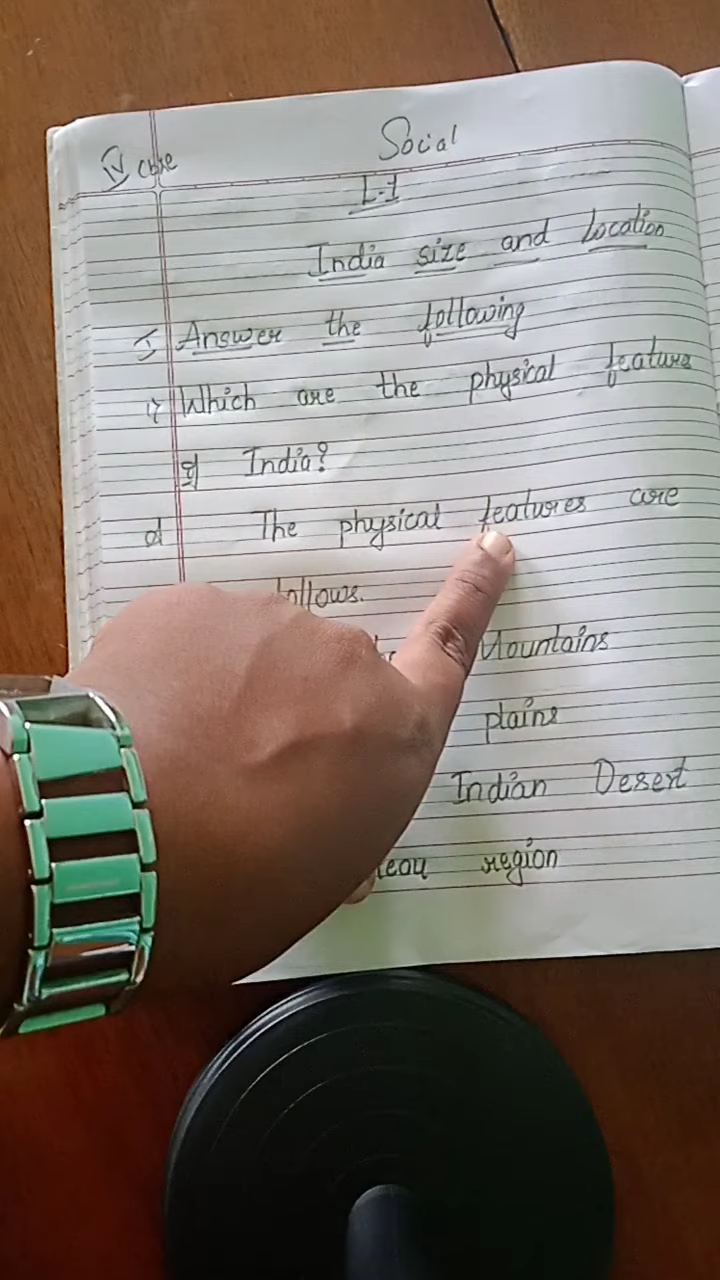 IV CBSE
Social
L-1
India size and Location
I Answer the following
1) Which are the physical features
of India?
The physical features are
follows.
Mountains
plains
Indian Desert
region